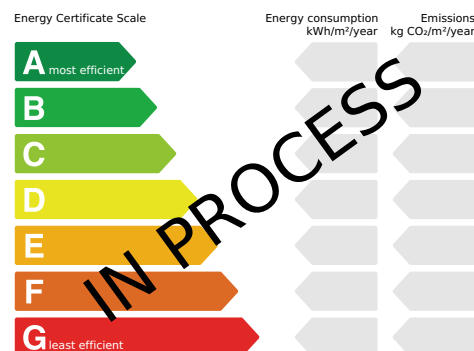 Energy Certificate Scale
Energy consumption
kWh/m²/year
Emissions
kg CO₂/m²/year
A most efficient
B
C
D
E
F
G least efficient
IN PROCESS